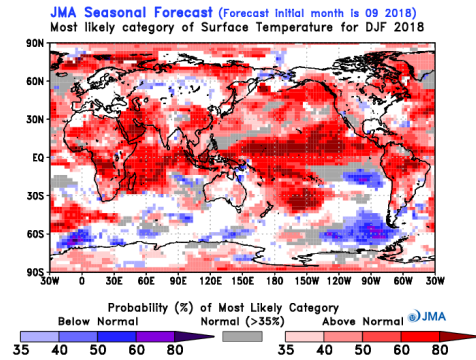 JMA Seasonal Forecast (Forecast initial month is 09 2018)
Most likely category of Surface Temperature for DJF 2018
90N
60N
30N
EQ
30S
60S
90S
30W 0 30E 60E 90E 120E 150E 180 150W 120W 90W 60W 30W
Probability (%) of Most Likely Category
JMA
Below Normal Normal (>35%) Above Normal
35 40 50 60 80 35 40 50 60 80